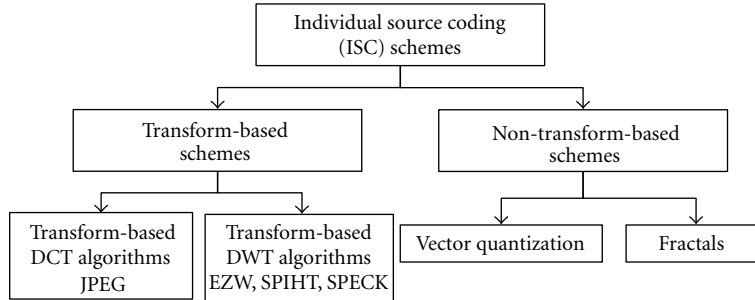 Individual source coding
(ISC) schemes
Transform-based
schemes
Non-transform-based
schemes
Transform-based
DCT algorithms
JPEG
Transform-based
DWT algorithms
EZW, SPIHT, SPECK
Vector quantization
Fractals